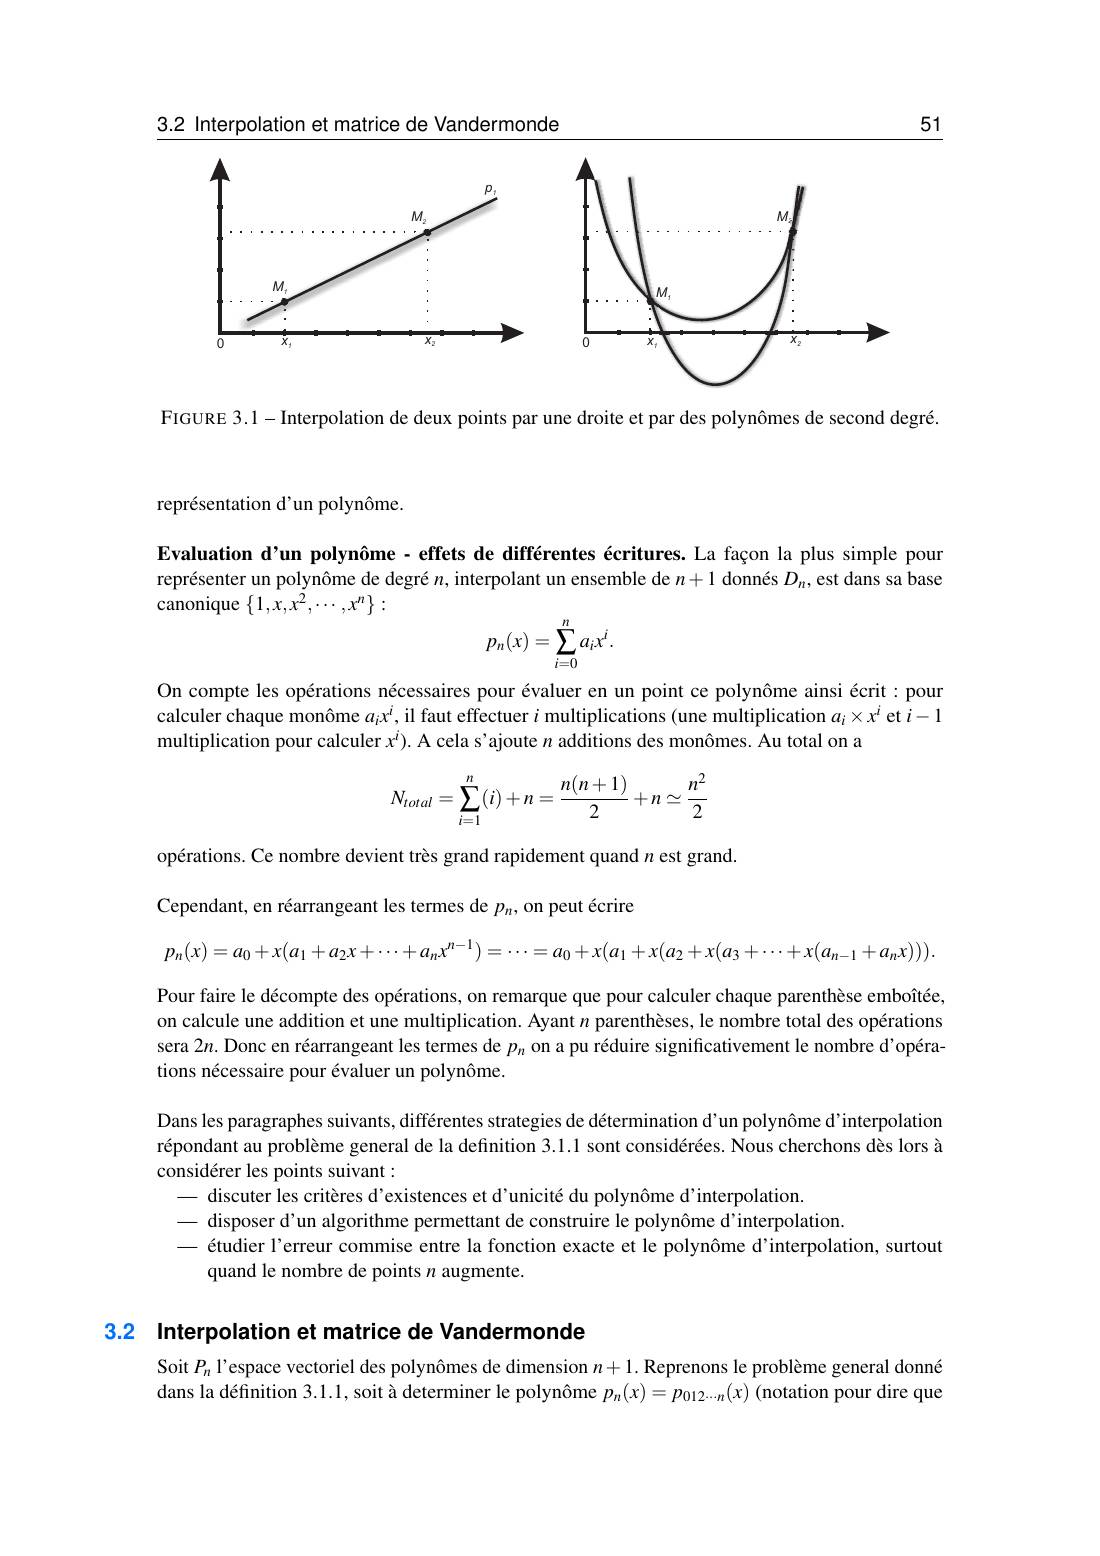 3.2 Interpolation et matrice de Vandermonde 51
p₁
M₂
M₁
0 x₁ x₂
M₂
M₁
0 x₁ x₂
FIGURE 3.1 – Interpolation de deux points par une droite et par des polynômes de second degré.
représentation d'un polynôme.
Evaluation d'un polynôme - effets de différentes écritures. La façon la plus simple pour
représenter un polynôme de degré n, interpolant un ensemble de n + 1 donnés Dₙ, est dans sa base
canonique {1, x, x², ··· , xⁿ} :
pₙ(x) = ∑_{i=0}^{n} aᵢxⁱ.
On compte les opérations nécessaires pour évaluer en un point ce polynôme ainsi écrit : pour
calculer chaque monôme aᵢxⁱ, il faut effectuer i multiplications (une multiplication aᵢ × xⁱ et i − 1
multiplication pour calculer xⁱ). A cela s'ajoute n additions des monômes. Au total on a
N_{total} = ∑_{i=1}^{n} (i) + n = n(n + 1)/2 + n ≃ n²/2
opérations. Ce nombre devient très grand rapidement quand n est grand.
Cependant, en réarrangeant les termes de pₙ, on peut écrire
pₙ(x) = a₀ + x(a₁ + a₂x + ··· + aₙxⁿ⁻¹) = ··· = a₀ + x(a₁ + x(a₂ + x(a₃ + ··· + x(aₙ₋₁ + aₙx))).
Pour faire le décompte des opérations, on remarque que pour calculer chaque parenthèse emboîtée,
on calcule une addition et une multiplication. Ayant n parenthèses, le nombre total des opérations
sera 2n. Donc en réarrangeant les termes de pₙ on a pu réduire significativement le nombre d'opéra-
tions nécessaire pour évaluer un polynôme.
Dans les paragraphes suivants, différentes strategies de détermination d'un polynôme d'interpolation
répondant au problème general de la definition 3.1.1 sont considérées. Nous cherchons dès lors à
considérer les points suivant :
— discuter les critères d'existences et d'unicité du polynôme d'interpolation.
— disposer d'un algorithme permettant de construire le polynôme d'interpolation.
— étudier l'erreur commise entre la fonction exacte et le polynôme d'interpolation, surtout
quand le nombre de points n augmente.
3.2 Interpolation et matrice de Vandermonde
Soit Pₙ l'espace vectoriel des polynômes de dimension n + 1. Reprenons le problème general donné
dans la définition 3.1.1, soit à determiner le polynôme pₙ(x) = p₀₁₂···ₙ(x) (notation pour dire que